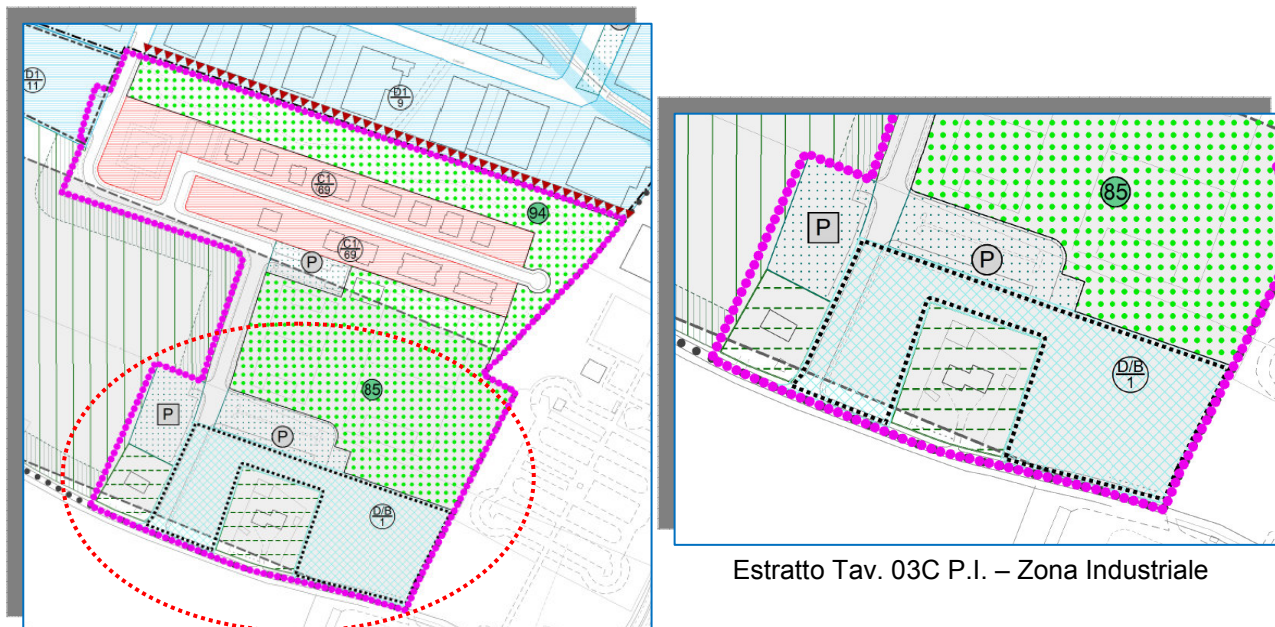 D1
11
D1
9
C1
69
94
C1
69
P
85
P
P
D/B
1
85
P
P
D/B
1
Estratto Tav. 03C P.I. – Zona Industriale